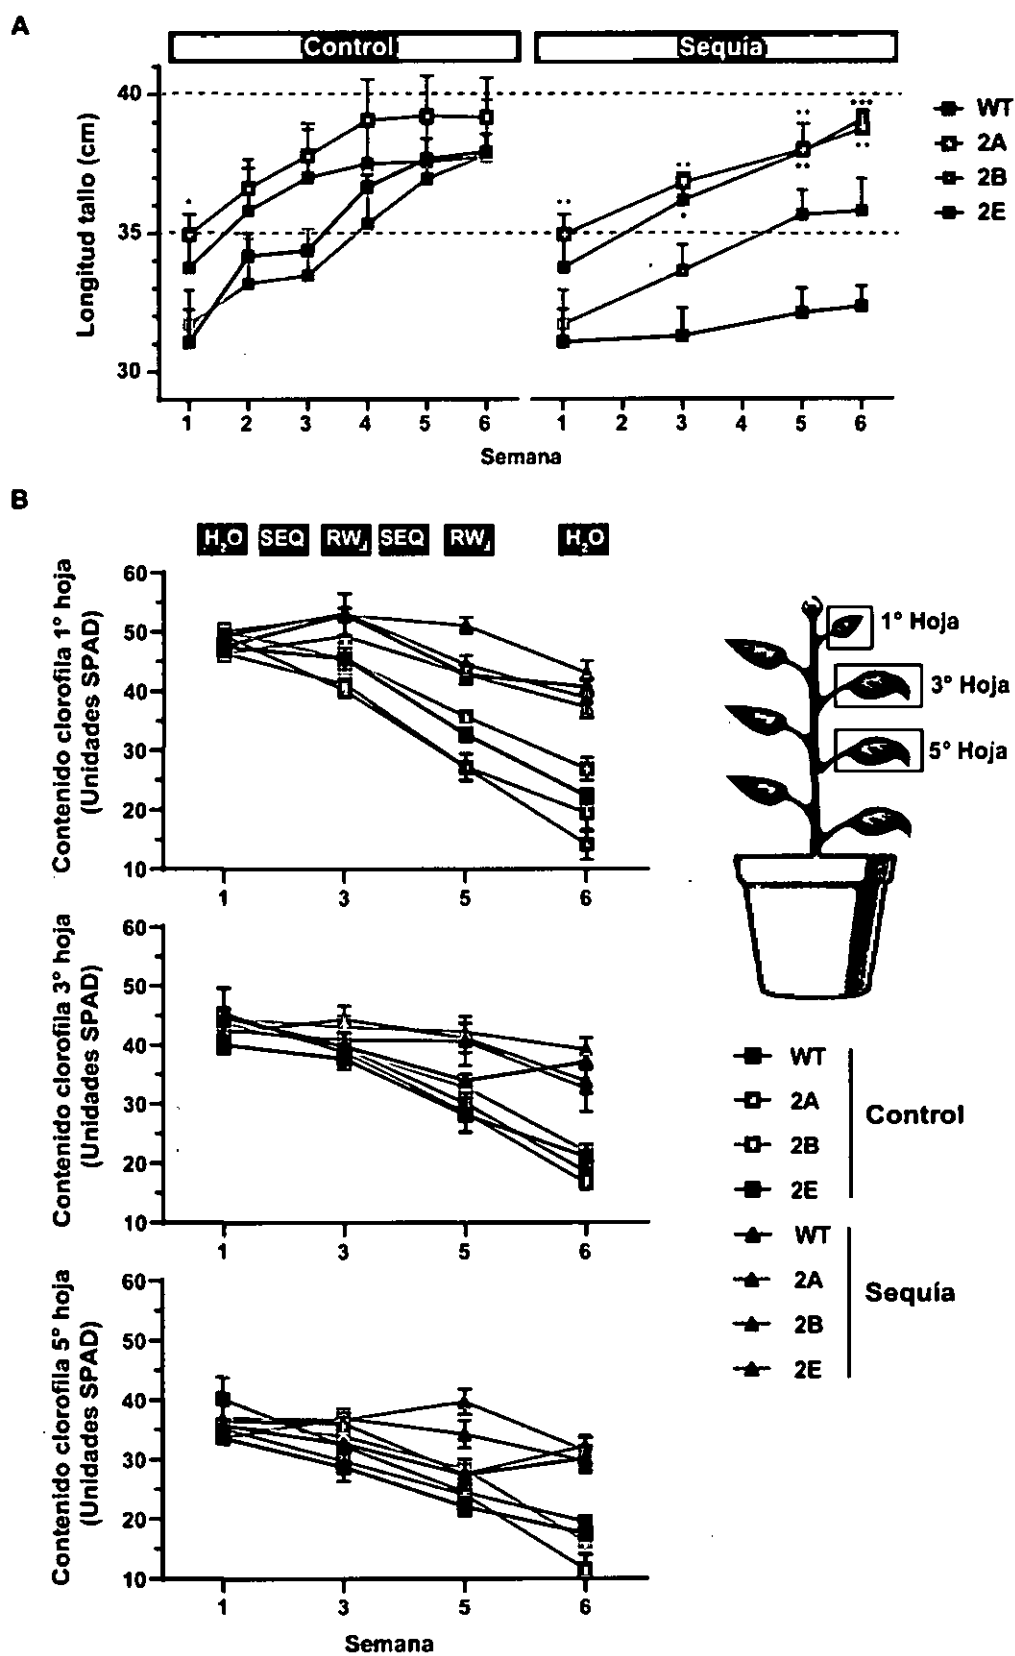 A
Control
Sequía
Longitud tallo (cm)
40
35
30
WT
2A
2B
2E
1 2 3 4 5 6
1 2 3 4 5 6
Semana
B
H₂O SEQ RW↲ SEQ RW↲ H₂O
Contenido clorofila 1° hoja
(Unidades SPAD)
60
50
40
30
20
10
1 3 5 6
1° Hoja
3° Hoja
5° Hoja
Contenido clorofila 3° hoja
(Unidades SPAD)
60
50
40
30
20
10
1 3 5 6
WT
2A
2B
2E
Control
WT
2A
2B
2E
Sequía
Contenido clorofila 5° hoja
(Unidades SPAD)
60
50
40
30
20
10
1 3 5 6
Semana